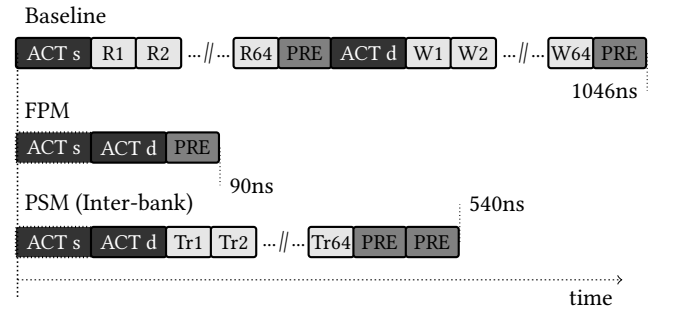 Baseline
ACT s R1 R2 ...//... R64 PRE ACT d W1 W2 ...//... W64 PRE
1046ns
FPM
ACT s ACT d PRE
90ns
PSM (Inter-bank)
540ns
ACT s ACT d Tr1 Tr2 ...//... Tr64 PRE PRE
time